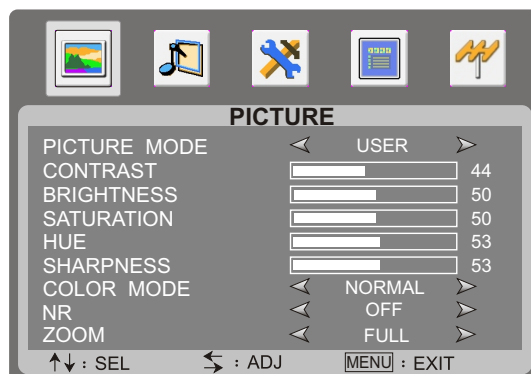 PICTURE
PICTURE MODE USER
CONTRAST 44
BRIGHTNESS 50
SATURATION 50
HUE 53
SHARPNESS 53
COLOR MODE NORMAL
NR OFF
ZOOM FULL
↑↓ : SEL ⇆ : ADJ MENU : EXIT